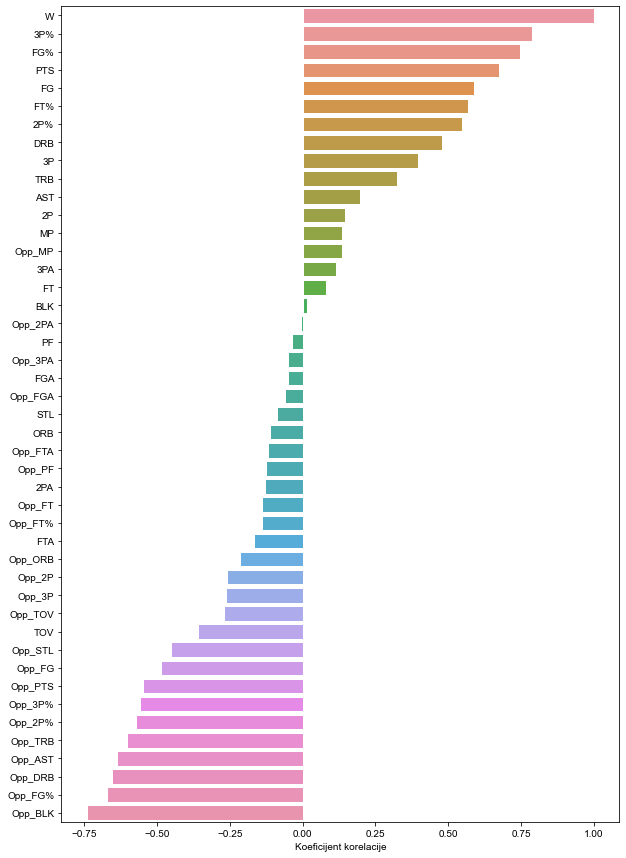 W
3P%
FG%
PTS
FG
FT%
2P%
DRB
3P
TRB
AST
2P
MP
Opp_MP
3PA
FT
BLK
Opp_2PA
PF
Opp_3PA
FGA
Opp_FGA
STL
ORB
Opp_FTA
Opp_PF
2PA
Opp_FT
Opp_FT%
FTA
Opp_ORB
Opp_2P
Opp_3P
Opp_TOV
TOV
Opp_STL
Opp_FG
Opp_PTS
Opp_3P%
Opp_2P%
Opp_TRB
Opp_AST
Opp_DRB
Opp_FG%
Opp_BLK
−0.75 −0.50 −0.25 0.00 0.25 0.50 0.75 1.00
Koeficijent korelacije